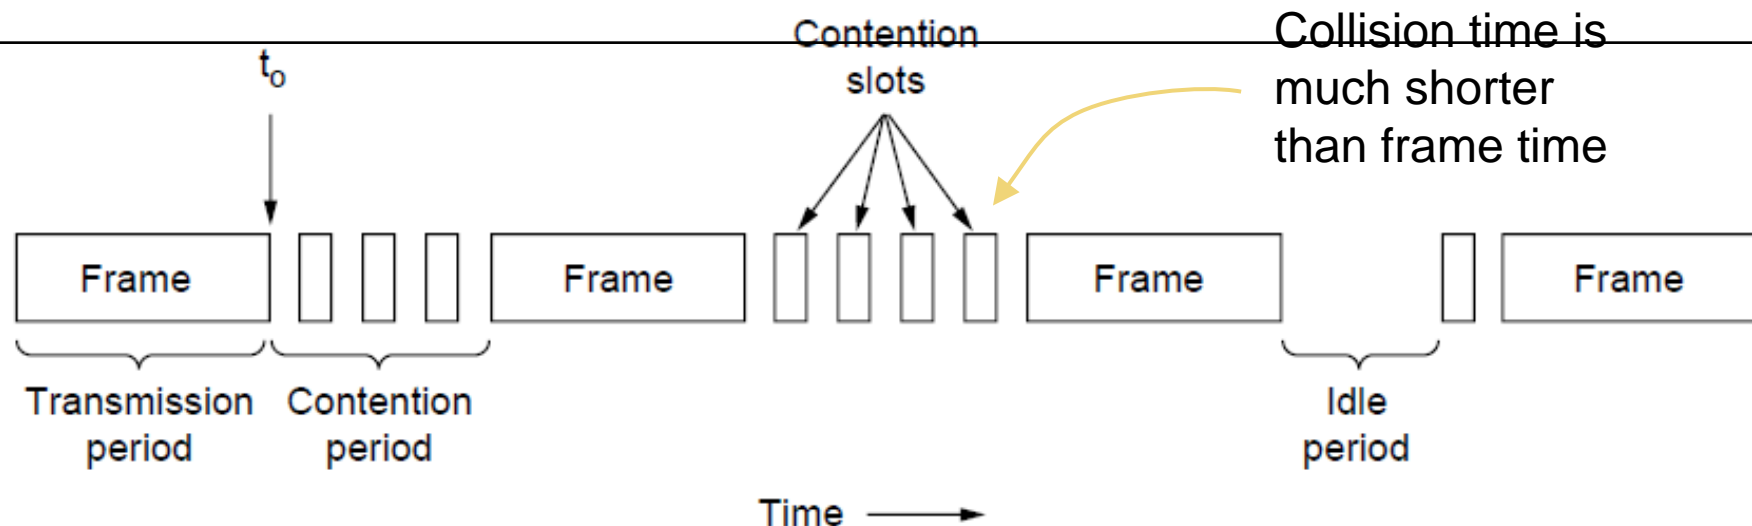 Contention
slots
Collision time is
much shorter
than frame time
t₀
Frame
Frame
Frame
Frame
Transmission
period
Contention
period
Idle
period
Time